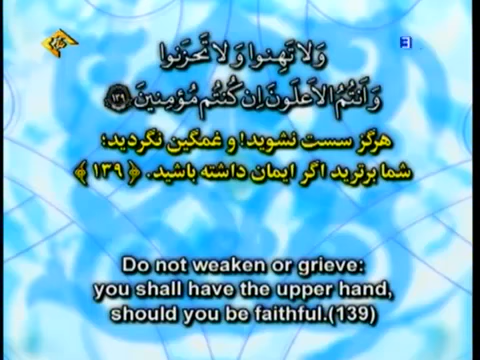 وَلَا تَهِنُوا وَلَا تَحْزَنُوا
وَأَنتُمُ الْأَعْلَوْنَ إِن كُنتُم مُّؤْمِنِينَ ﴿١٣٩﴾
هرگز سست نشوید! و غمگین نگردید؛
شما برترید اگر ایمان داشته باشید. ﴿۱۳۹﴾
Do not weaken or grieve:
you shall have the upper hand,
should you be faithful.(139)